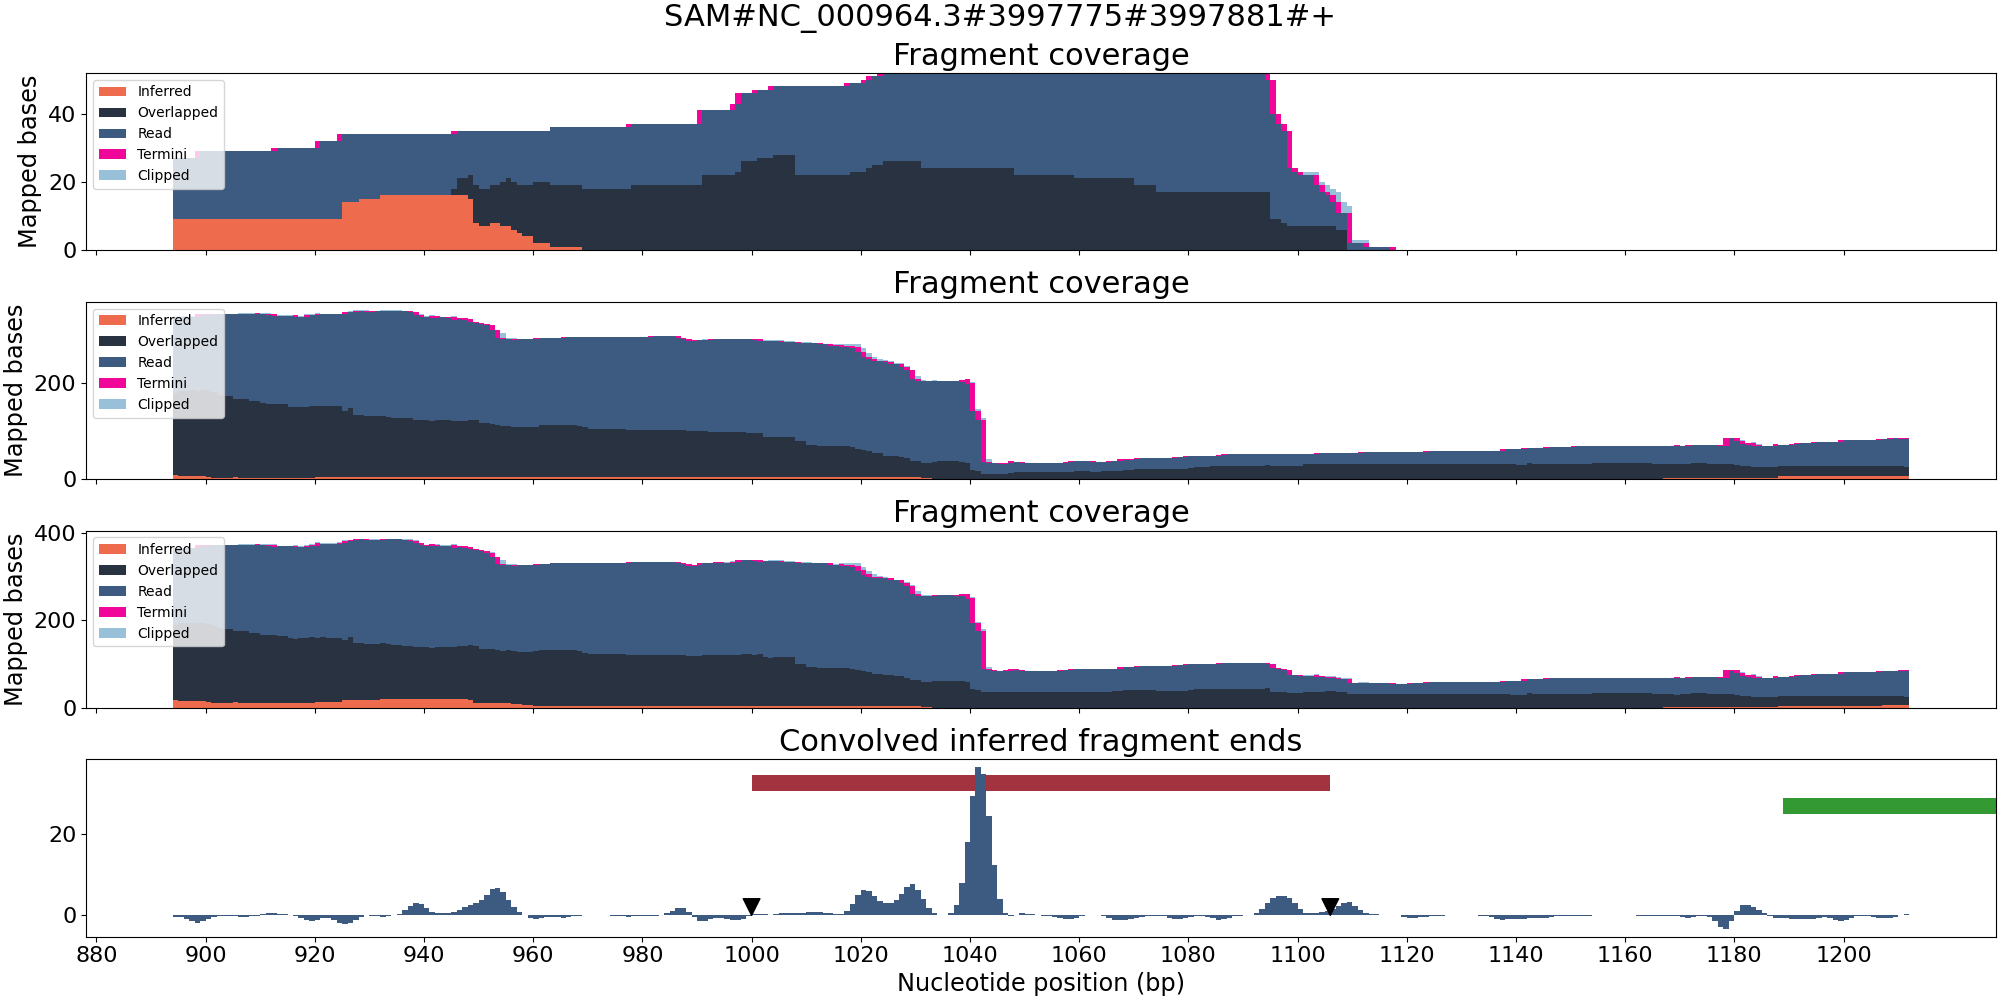 SAM#NC_000964.3#3997775#3997881#+
Fragment coverage
Mapped bases
40
20
0
Inferred
Overlapped
Read
Termini
Clipped
Fragment coverage
Mapped bases
200
0
Inferred
Overlapped
Read
Termini
Clipped
Fragment coverage
Mapped bases
400
200
0
Inferred
Overlapped
Read
Termini
Clipped
Convolved inferred fragment ends
20
0
880 900 920 940 960 980 1000 1020 1040 1060 1080 1100 1120 1140 1160 1180 1200
Nucleotide position (bp)